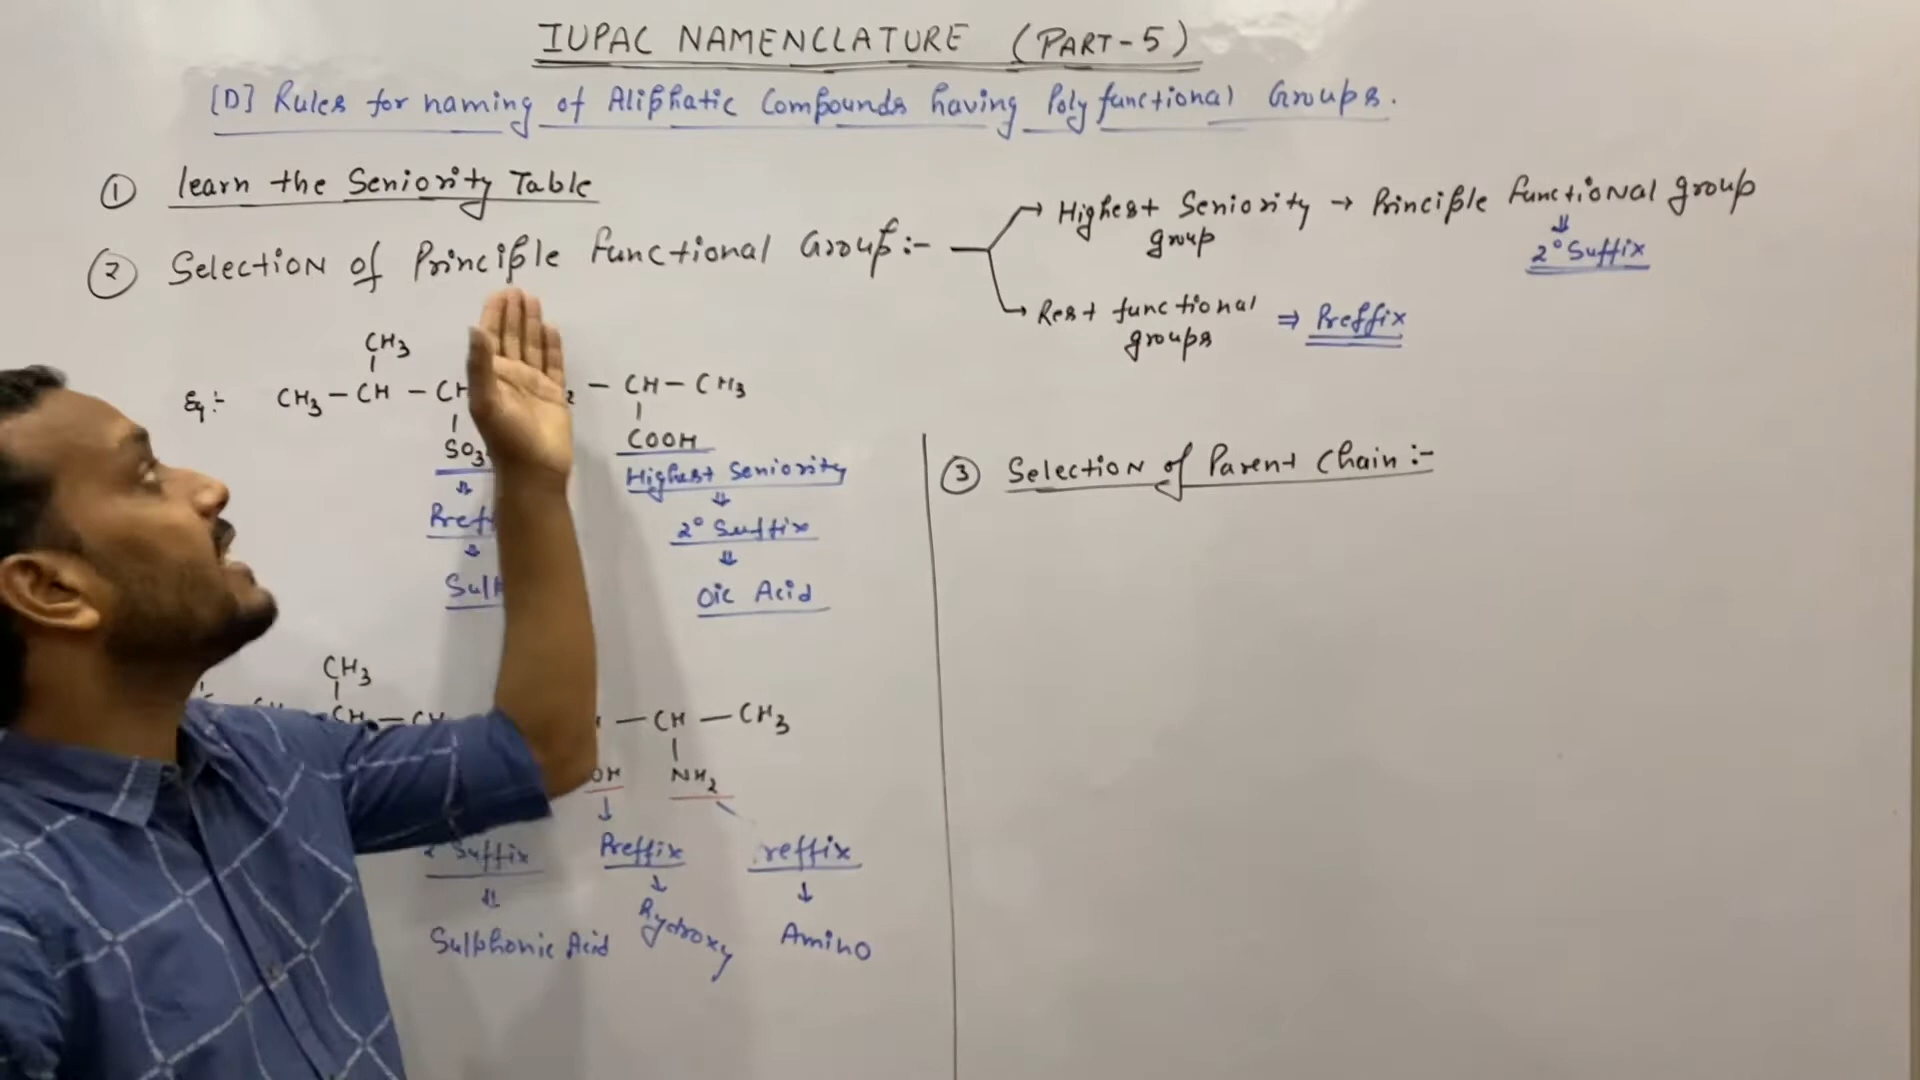 IUPAC NAMENCLATURE (PART-5)
[D] Rules for naming of Aliphatic Compounds having Poly functional Groups.
① learn the Seniority Table
② Selection of Principle functional Group:-
Highest Seniority group → Principle functional group
⇓
2° Suffix
Rest functional groups ⇒ Preffix
CH3
Eg:- CH3 - CH - CH
- CH - CH3
SO3
COOH
Highest Seniority
⇓
2° Suffix
⇓
Oic Acid
③ Selection of Parent Chain:-
CH3
CH - CH
- CH - CH3
OH
NH2
2° Suffix
⇓
Sulphonic Acid
Preffix
↓
Hydroxy
reffix
↓
Amino